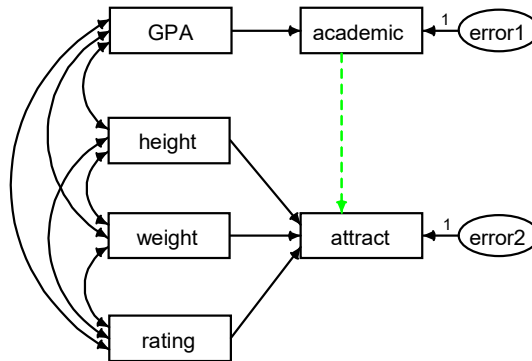 GPA
academic
1
error1
height
weight
attract
1
error2
rating